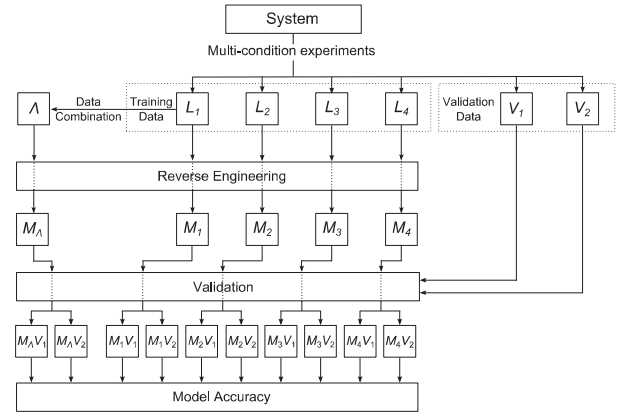 System
Multi-condition experiments
Λ
Data
Combination
Training
Data
L1
L2
L3
L4
Validation
Data
V1
V2
Reverse Engineering
MΛ
M1
M2
M3
M4
Validation
MΛV1
MΛV2
M1V1
M1V2
M2V1
M2V2
M3V1
M3V2
M4V1
M4V2
Model Accuracy